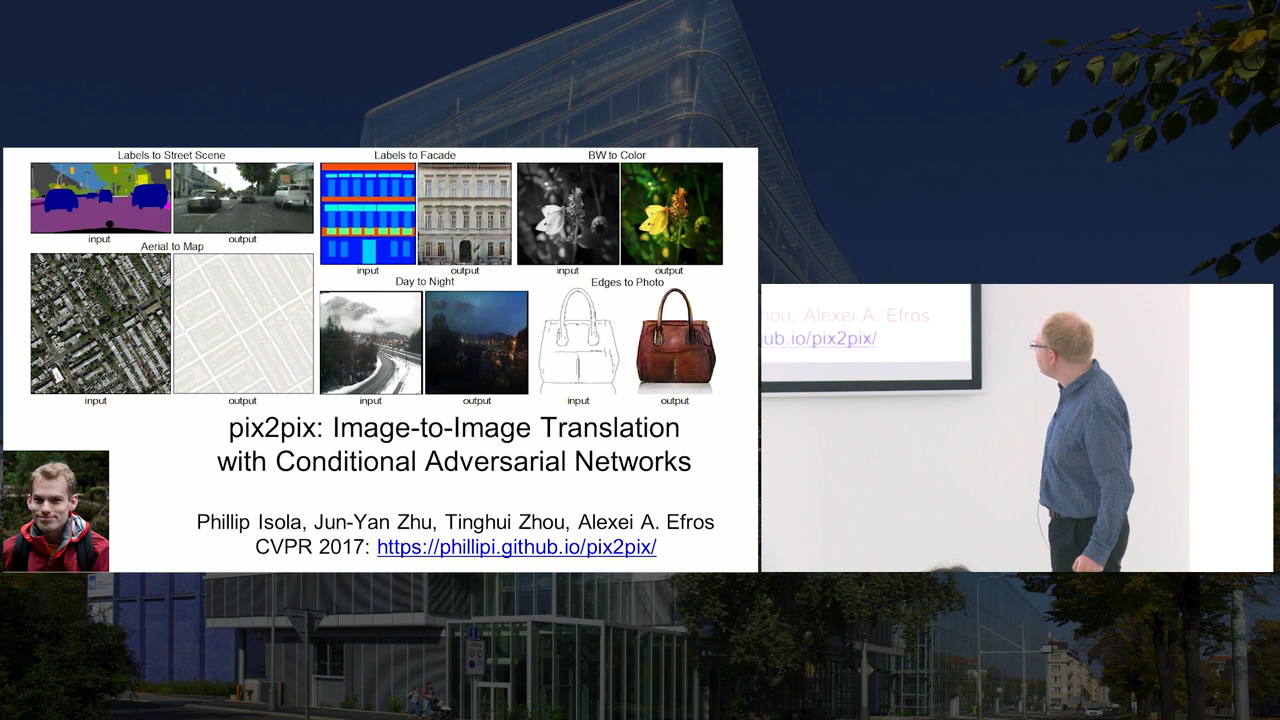 Labels to Street Scene
input
output
Aerial to Map
input
output
Labels to Facade
input
output
BW to Color
input
output
Day to Night
input
output
Edges to Photo
input
output
pix2pix: Image-to-Image Translation
with Conditional Adversarial Networks
Phillip Isola, Jun-Yan Zhu, Tinghui Zhou, Alexei A. Efros
CVPR 2017: https://phillipi.github.io/pix2pix/
hou, Alexei A. Efros
ub.io/pix2pix/